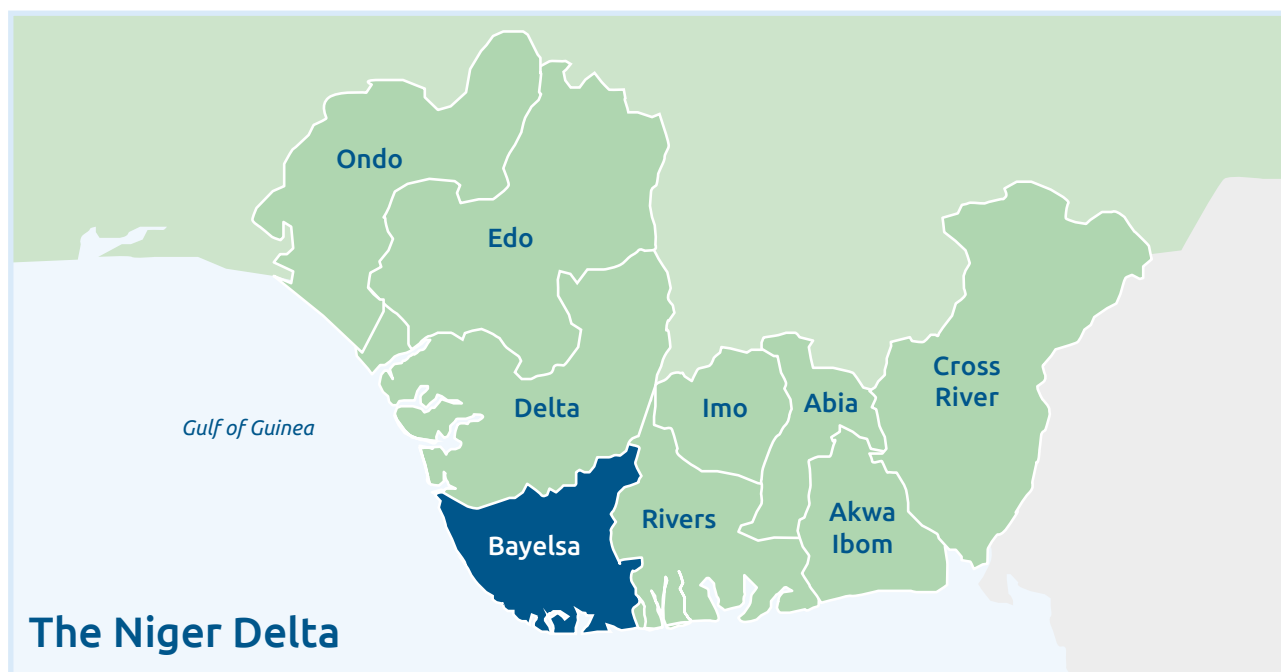 Ondo
Edo
Cross
River
Delta
Imo
Abia
Gulf of Guinea
Rivers
Akwa
Ibom
Bayelsa
The Niger Delta